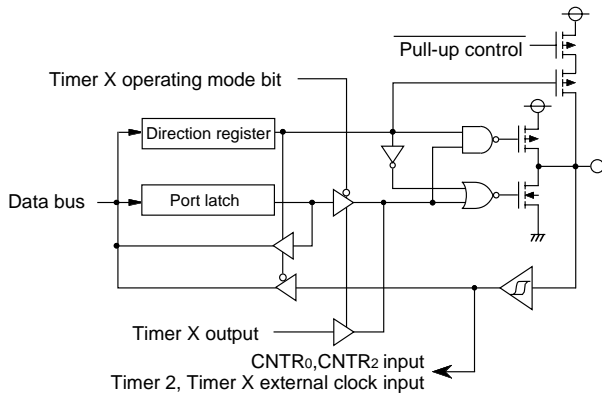 Pull-up control
Timer X operating mode bit
Direction register
Data bus
Port latch
Timer X output
CNTR0,CNTR2 input
Timer 2, Timer X external clock input